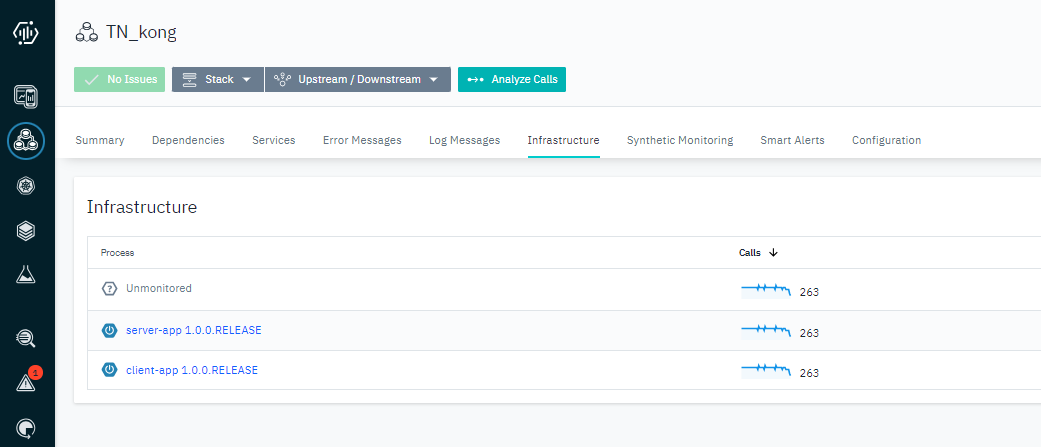 TN_kong
No Issues Stack Upstream / Downstream Analyze Calls
Summary Dependencies Services Error Messages Log Messages Infrastructure Synthetic Monitoring Smart Alerts Configuration
Infrastructure
Process Calls
? Unmonitored 263
server-app 1.0.0.RELEASE 263
client-app 1.0.0.RELEASE 263
1